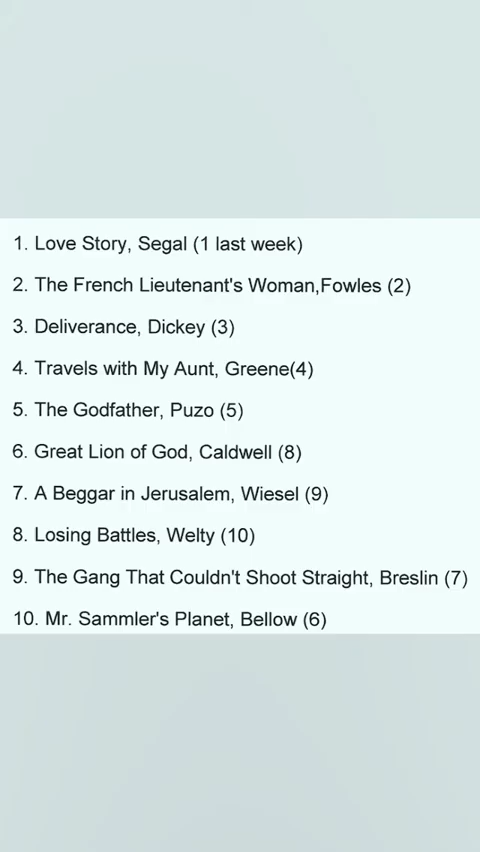 1. Love Story, Segal (1 last week)
2. The French Lieutenant's Woman,Fowles (2)
3. Deliverance, Dickey (3)
4. Travels with My Aunt, Greene(4)
5. The Godfather, Puzo (5)
6. Great Lion of God, Caldwell (8)
7. A Beggar in Jerusalem, Wiesel (9)
8. Losing Battles, Welty (10)
9. The Gang That Couldn't Shoot Straight, Breslin (7)
10. Mr. Sammler's Planet, Bellow (6)